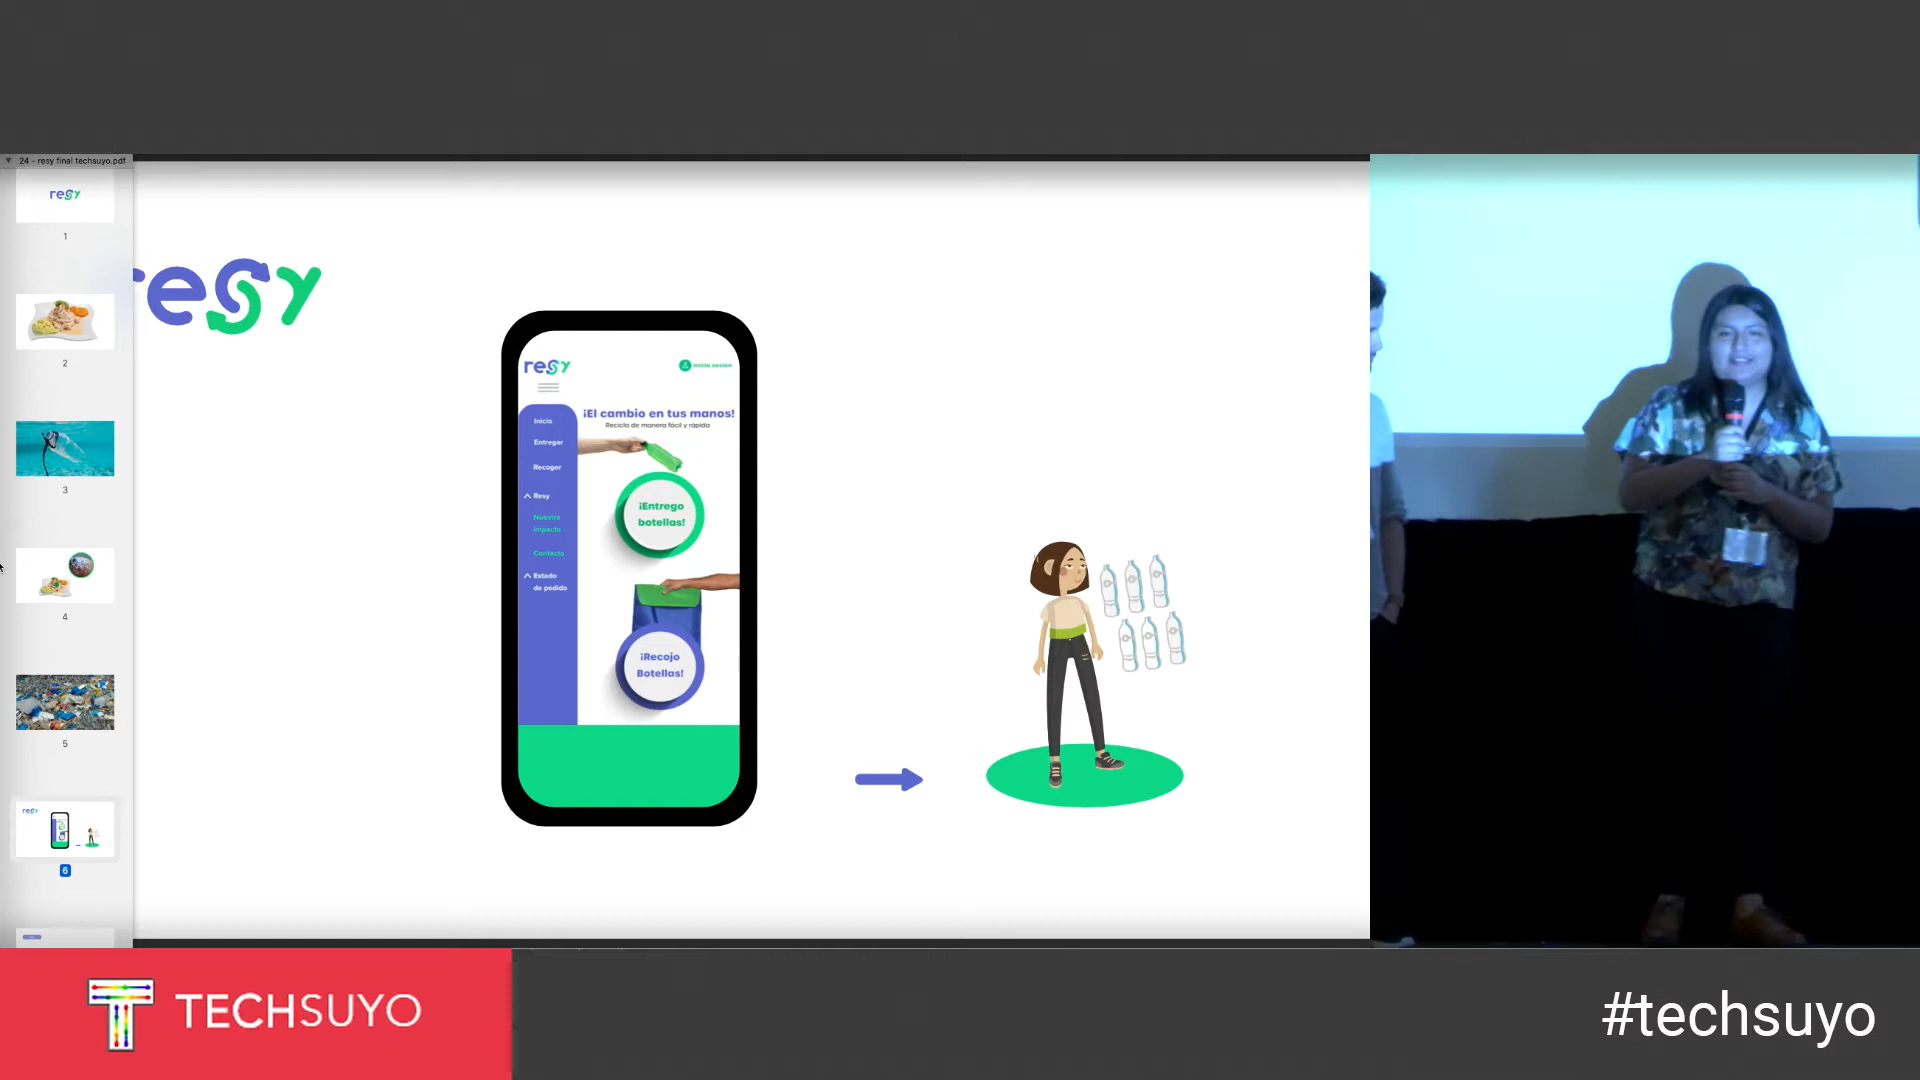 24 - resy final techsuyo.pdf
resy
1
2
3
4
5
resy
6
resy
resy
Inicia sesión
¡El cambio en tus manos!
Recicla de manera fácil y rápida
Inicio
Entregar
Recoger
Resy
Nuestro
impacto
Contacto
Estado
de pedido
¡Entrego
botellas!
¡Recojo
Botellas!
TECHSUYO
#techsuyo